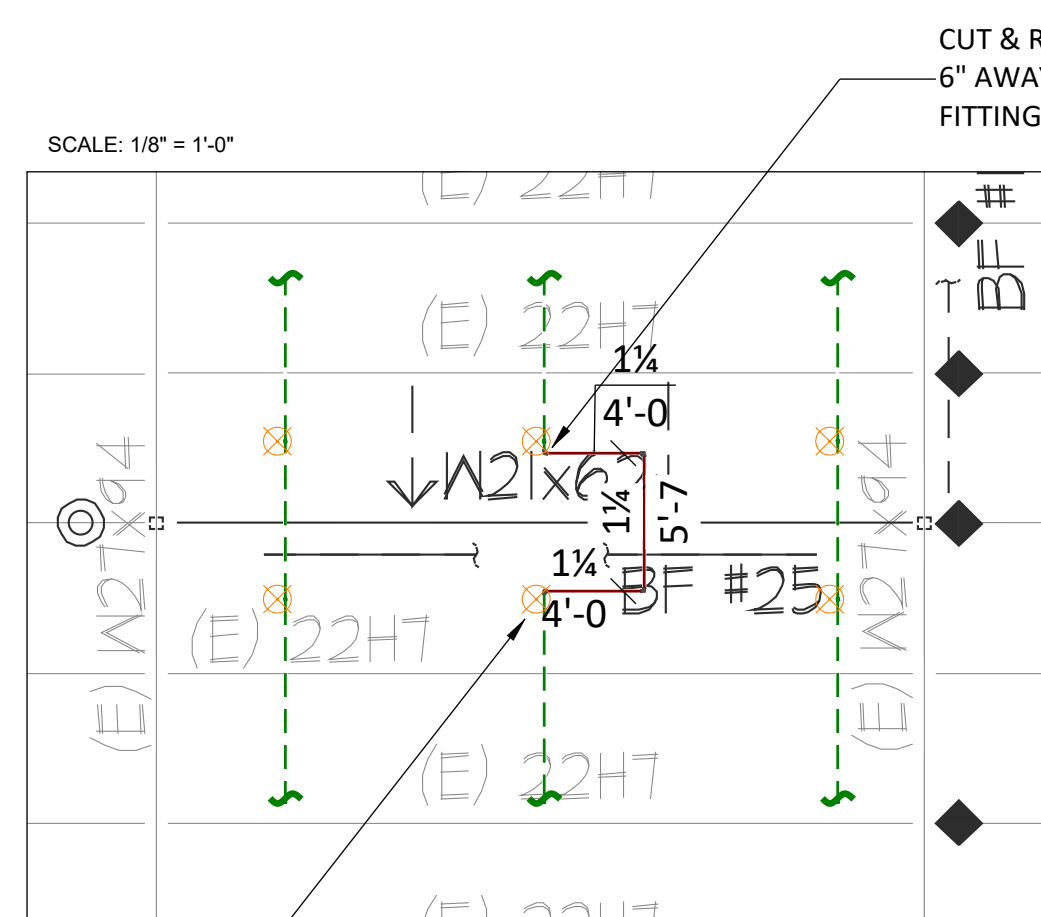 CUT & R
6" AWAY
FITTING
SCALE: 1/8" = 1'-0"
(E) 22H7
#
BF
(E) 22H7
1¼
4'-0
W21x62
1¼
5'-7
(E) W27x94
(E) W27x94
1¼
4'-0
BF #25
(E) 22H7
(E) 22H7
(E) 22H7